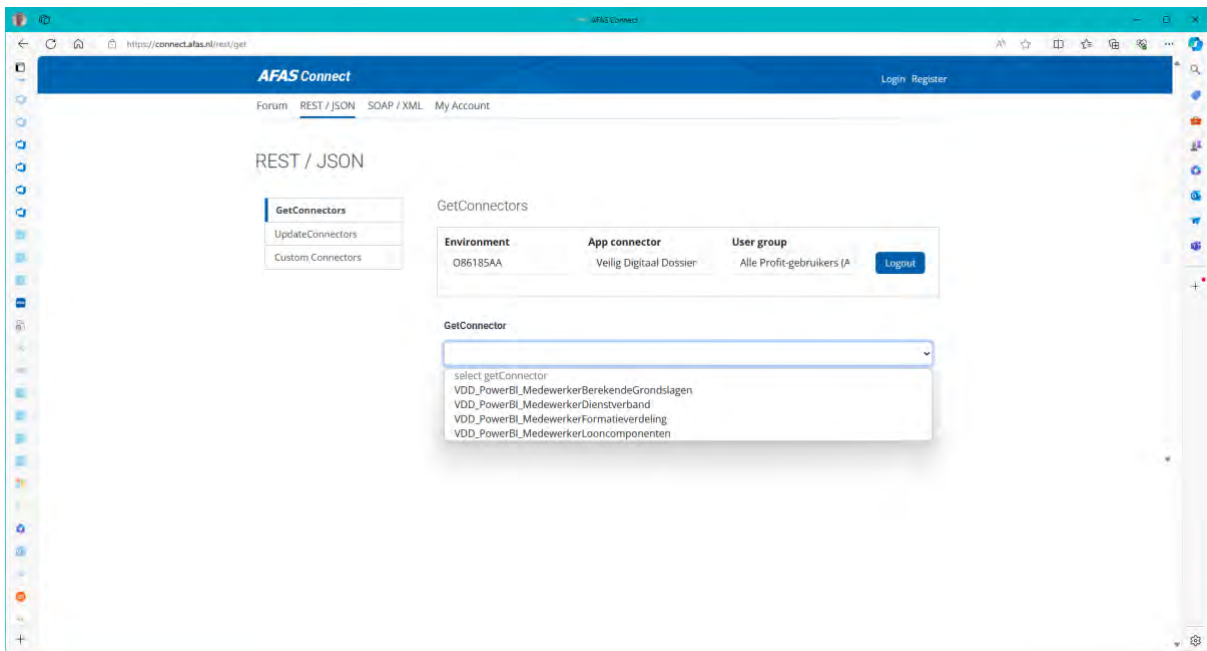 AFAS Connect
https://connect.afas.nl/rest/get
AFAS Connect
Login Register
Forum REST / JSON SOAP / XML My Account
REST / JSON
GetConnectors
UpdateConnectors
Custom Connectors
GetConnectors
Environment App connector User group
O86185AA Veilig Digitaal Dossier Alle Profit-gebruikers (A Logout
GetConnector
select getConnector
VDD_PowerBI_MedewerkerBerekendeGrondslagen
VDD_PowerBI_MedewerkerDienstverband
VDD_PowerBI_MedewerkerFormatieverdeling
VDD_PowerBI_MedewerkerLooncomponenten